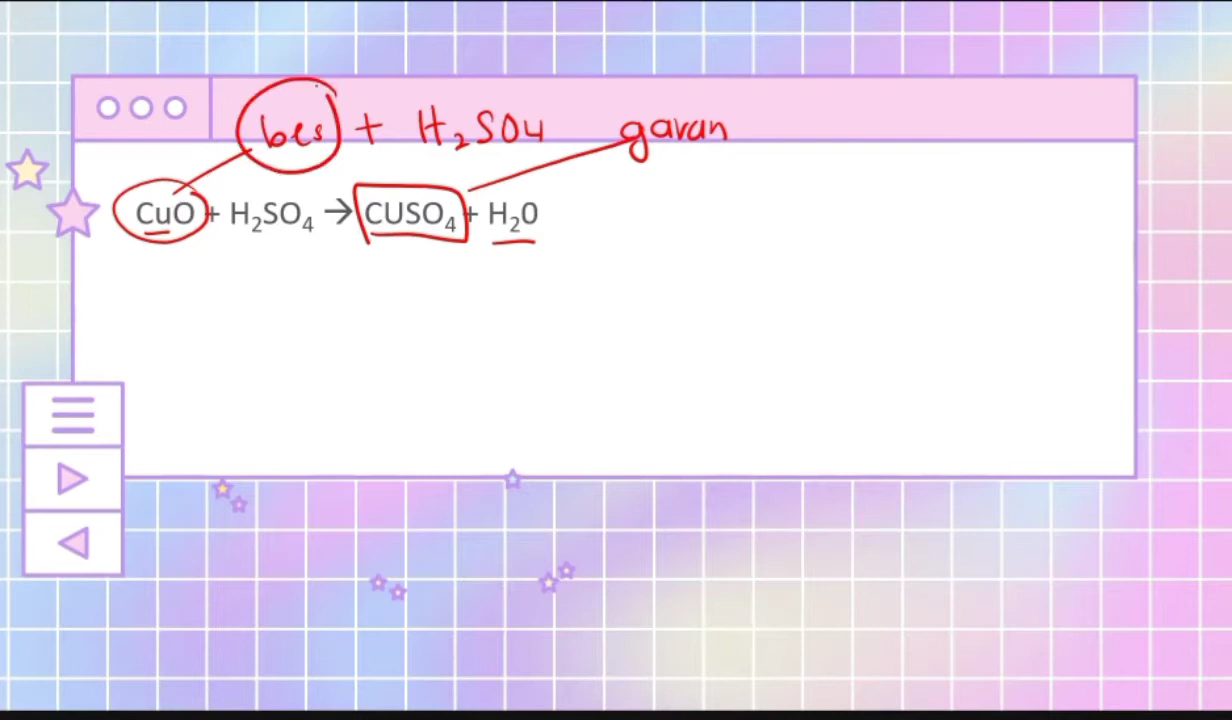 bes + H₂SO4 garam
CuO + H₂SO₄ → CUSO₄ + H₂0